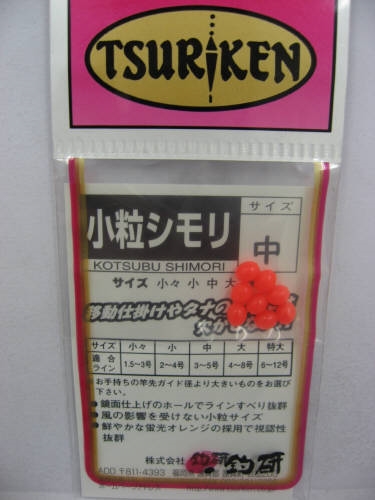 TSURIKEN
小粒シモリ
KOTSUBU SHIMORI
サイズ
中
サイズ 小々 小 中 大
移動仕掛けやタナの
サイズ 小々 小 中 大 特大
適合ライン 1.5~3号 2~4号 3~5号 4~8号 6~12号
※お手持ちの竿先ガイド径より大きいものをお選び
下さい。
●鏡面仕上げのホールでラインすべり抜群
●風の影響を受けない小粒サイズ
●鮮やかな蛍光オレンジの採用で視認性
抜群
株式会社 釣研 釣研
ADD 〒811-4393